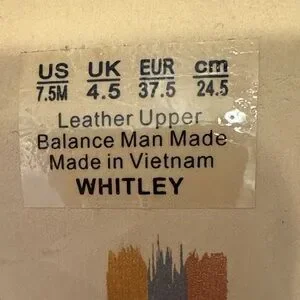 US UK EUR cm
7.5M 4.5 37.5 24.5
Leather Upper
Balance Man Made
Made in Vietnam
WHITLEY